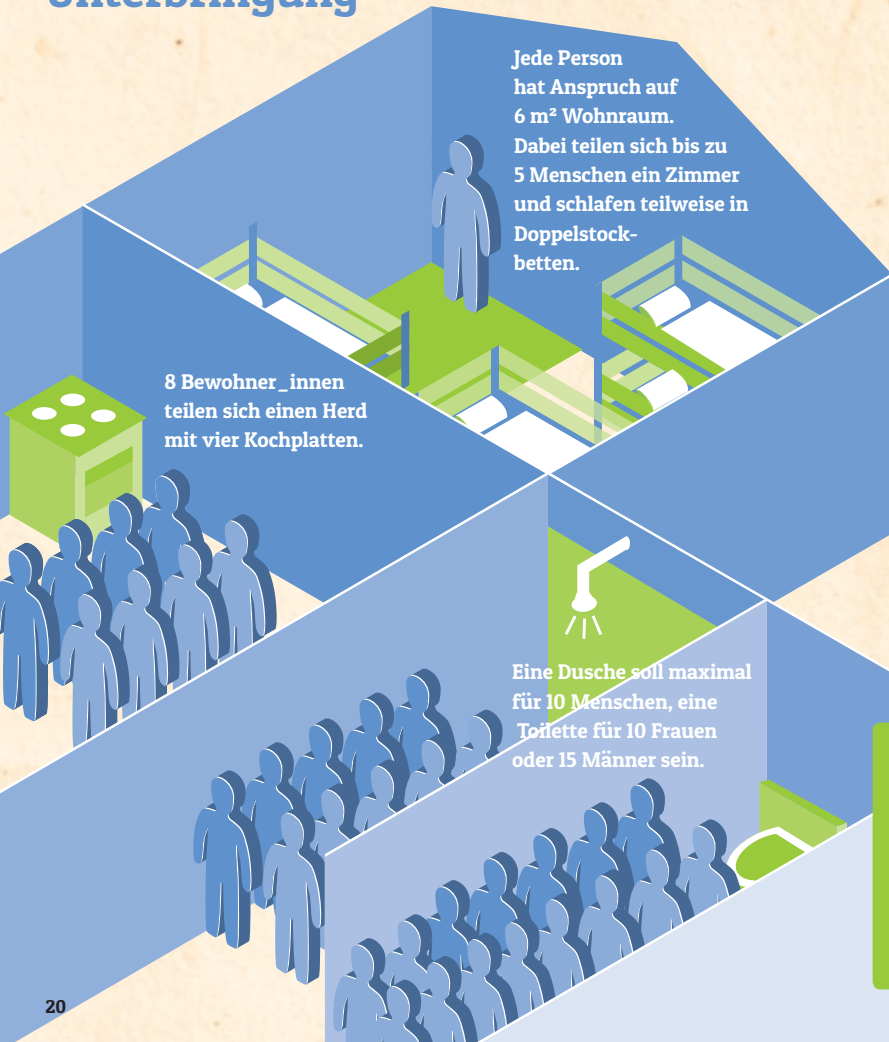 Unterbringung
Jede Person
hat Anspruch auf
6 m² Wohnraum.
Dabei teilen sich bis zu
5 Menschen ein Zimmer
und schlafen teilweise in
Doppelstock-
betten.
8 Bewohner_innen
teilen sich einen Herd
mit vier Kochplatten.
Eine Dusche soll maximal
für 10 Menschen, eine
Toilette für 10 Frauen
oder 15 Männer sein.
20